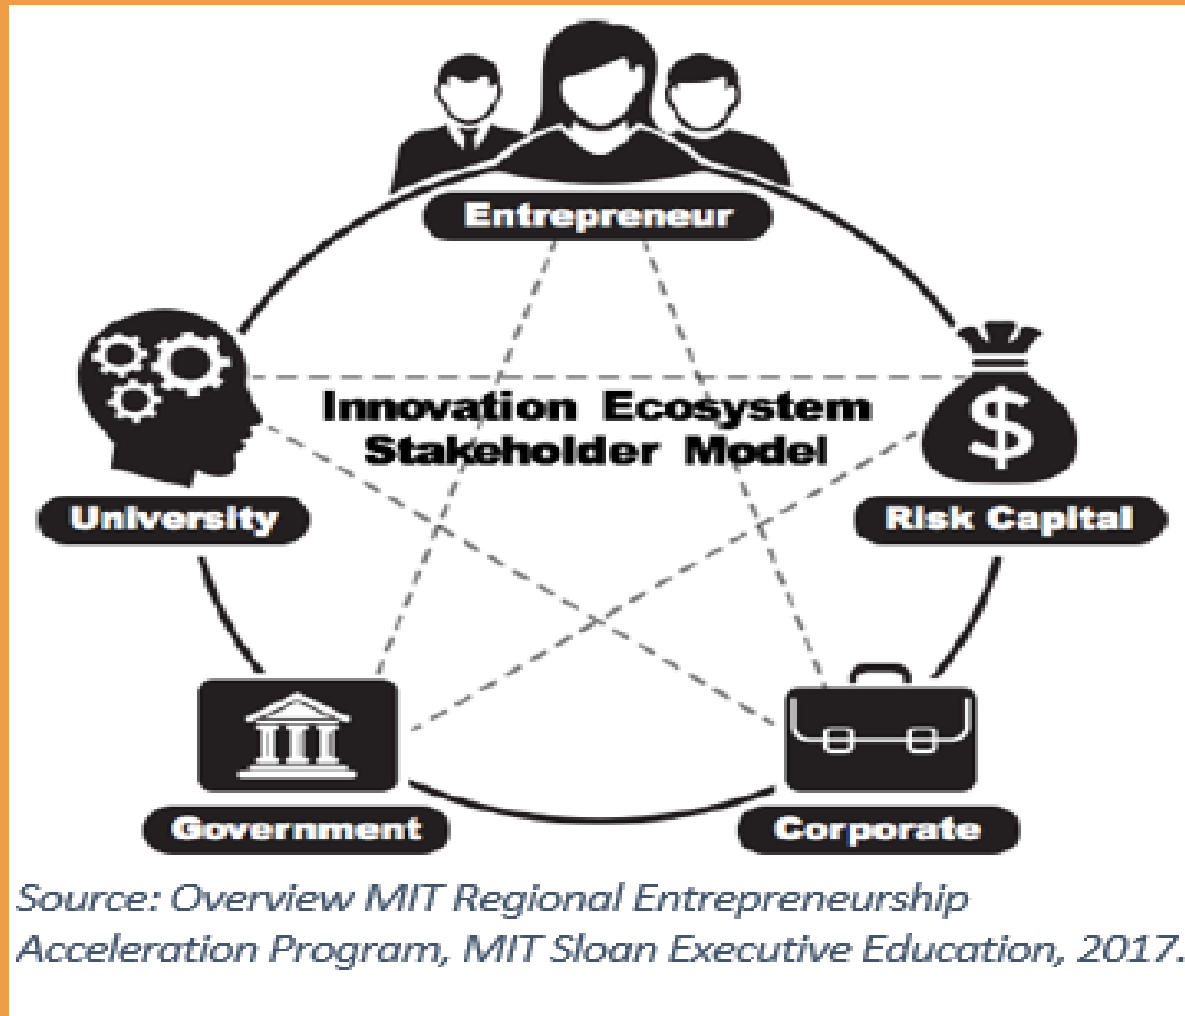 Entrepreneur
Innovation Ecosystem
Stakeholder Model
$
University
Risk Capital
Government
Corporate
Source: Overview MIT Regional Entrepreneurship
Acceleration Program, MIT Sloan Executive Education, 2017.